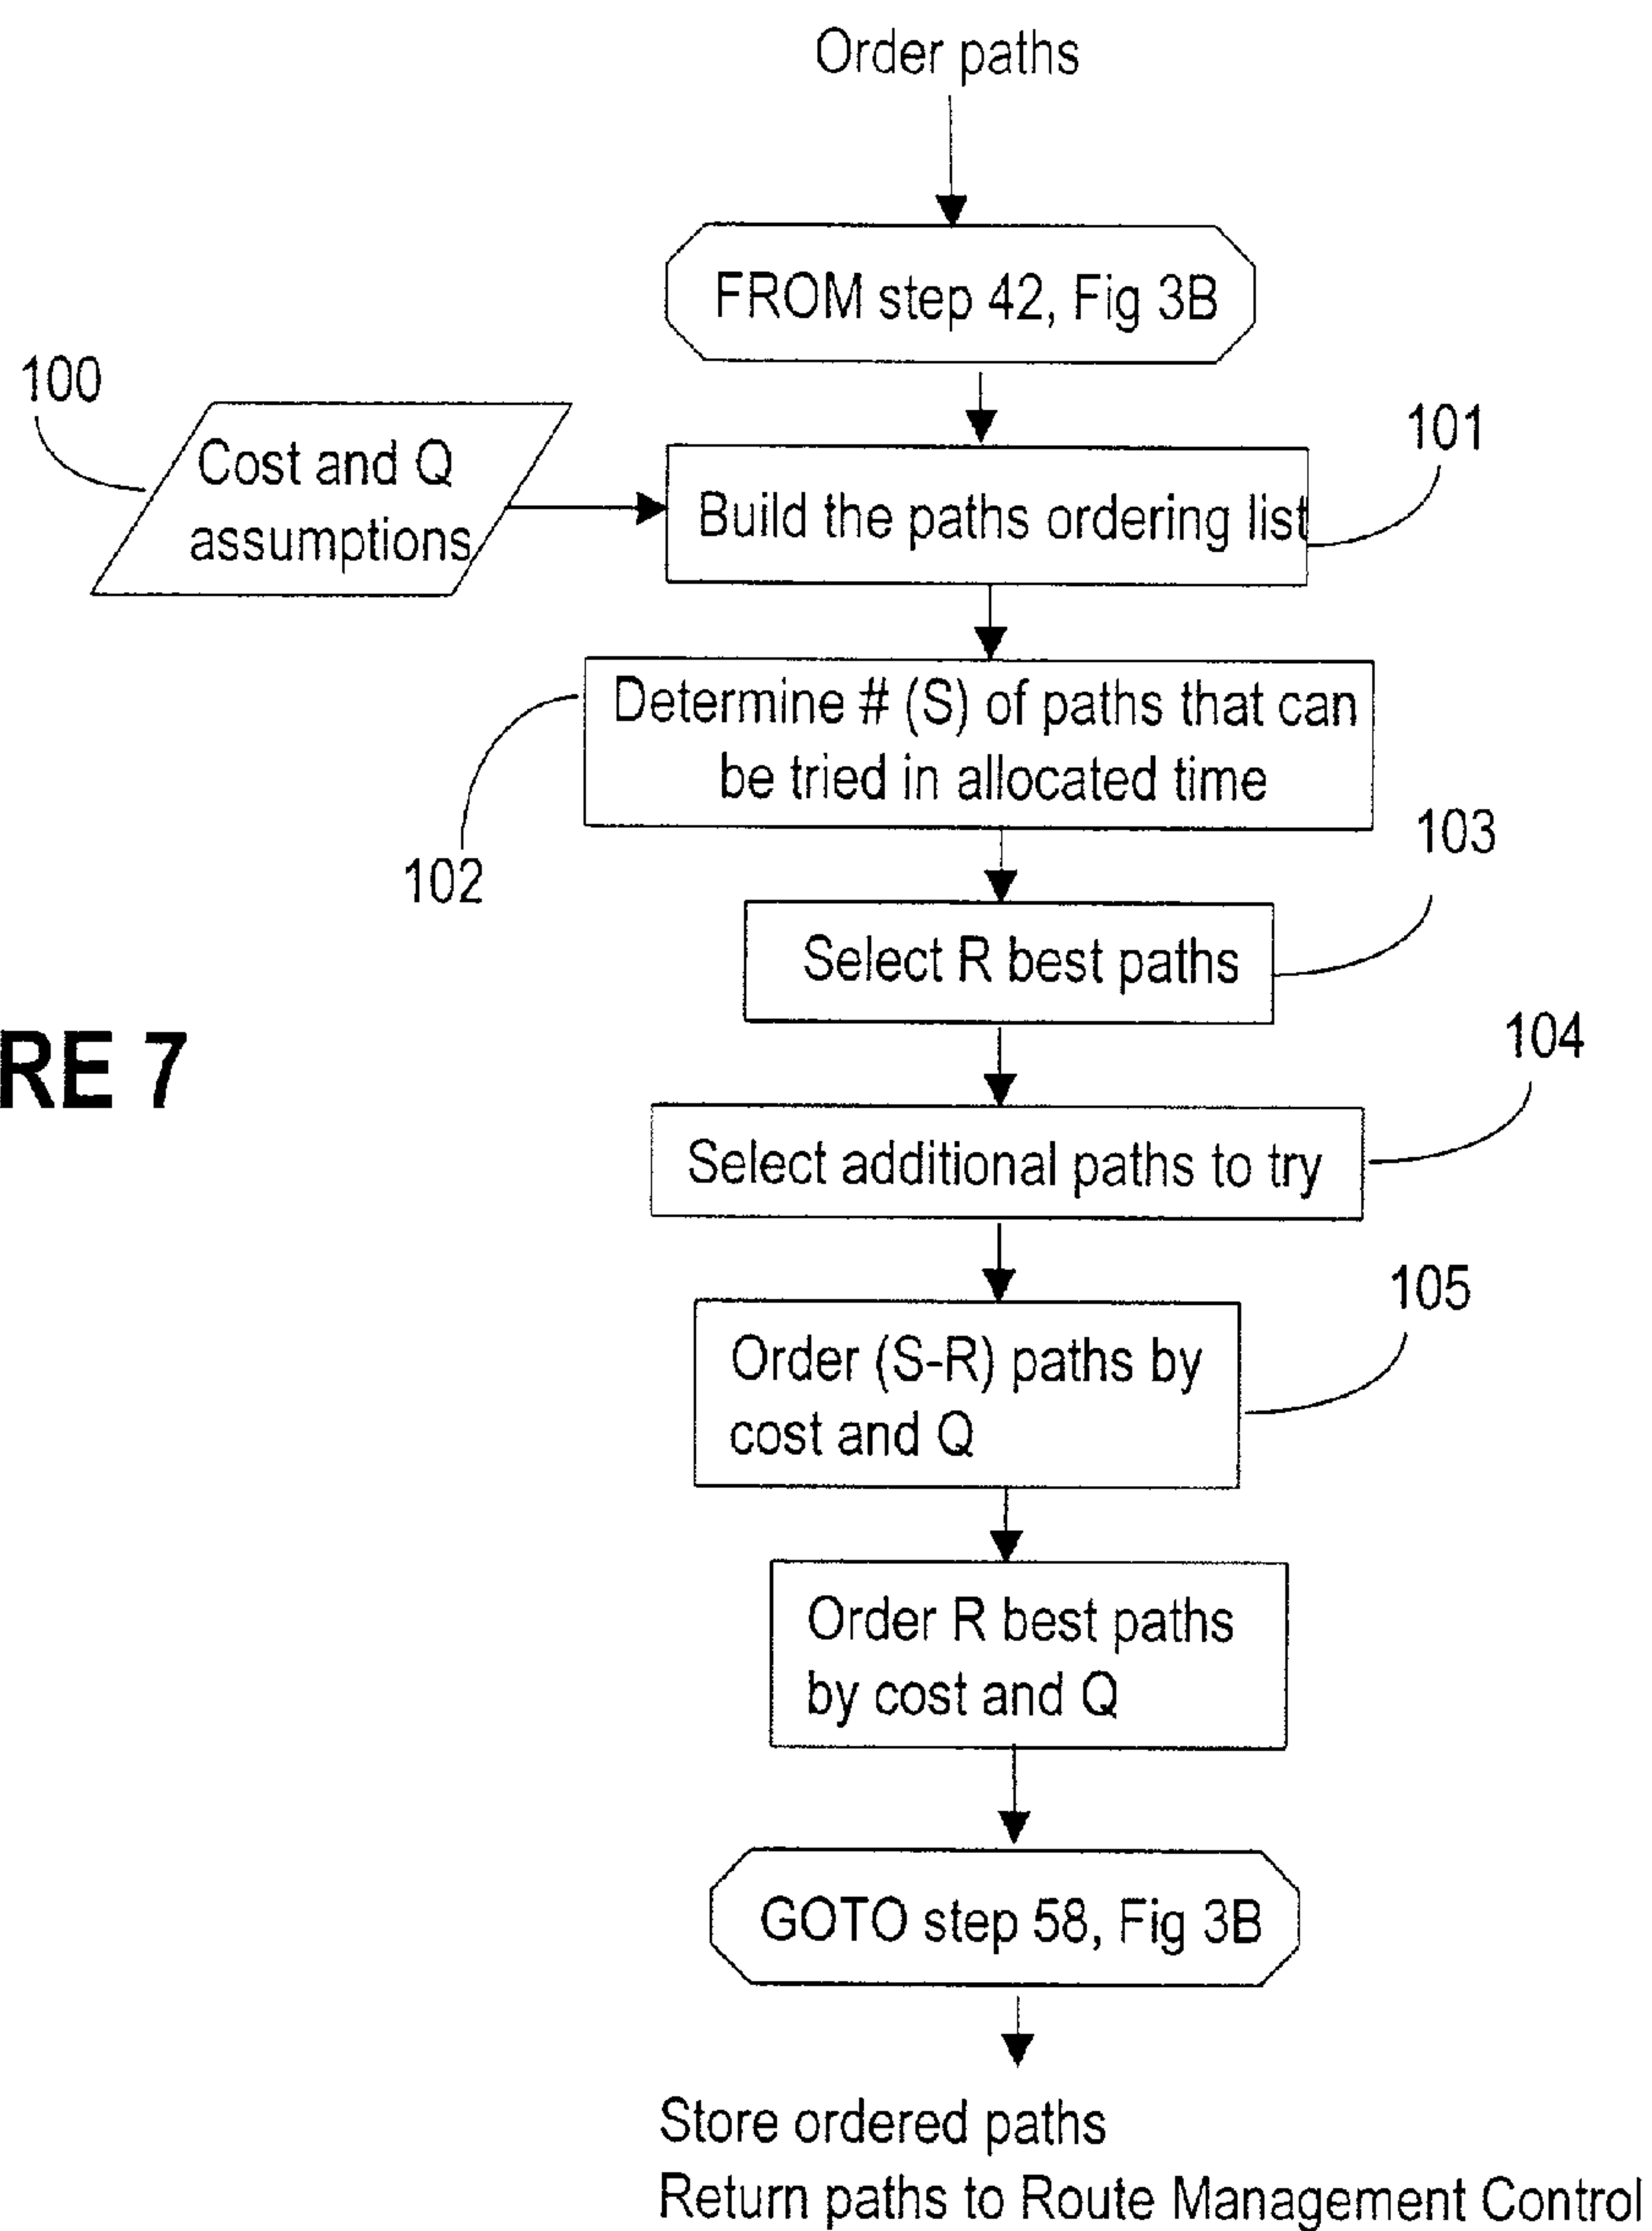 Order paths
FROM step 42, Fig 3B
100
Cost and Q
assumptions
101
Build the paths ordering list
Determine # (S) of paths that can
be tried in allocated time
102
103
Select R best paths
RE 7
104
Select additional paths to try
105
Order (S-R) paths by
cost and Q
Order R best paths
by cost and Q
GOTO step 58, Fig 3B
Store ordered paths
Return paths to Route Management Control